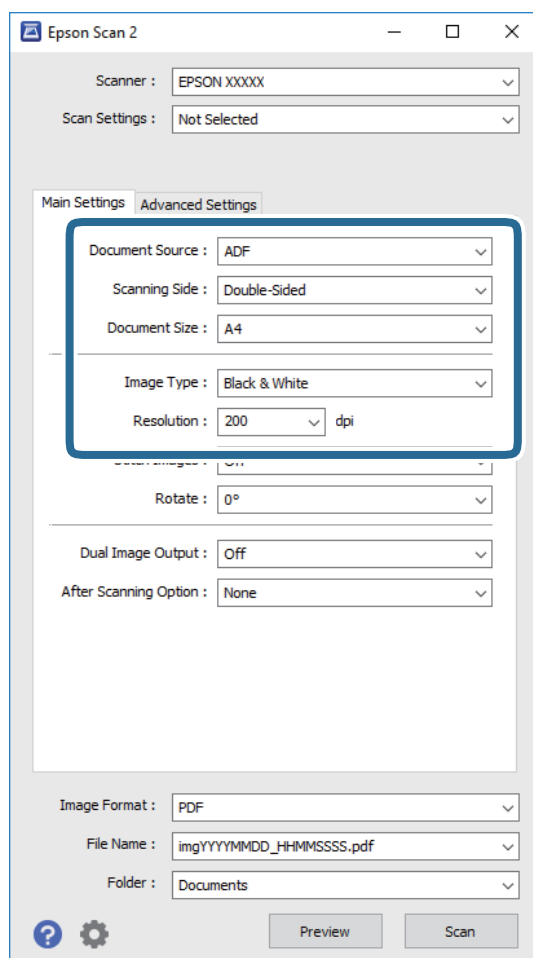 Epson Scan 2
Scanner : EPSON XXXXX
Scan Settings : Not Selected
Main Settings Advanced Settings
Document Source : ADF
Scanning Side : Double-Sided
Document Size : A4
Image Type : Black & White
Resolution : 200 dpi
Rotate : 0°
Dual Image Output : Off
After Scanning Option : None
Image Format : PDF
File Name : imgYYYYMMDD_HHMMSSSS.pdf
Folder : Documents
? Preview Scan